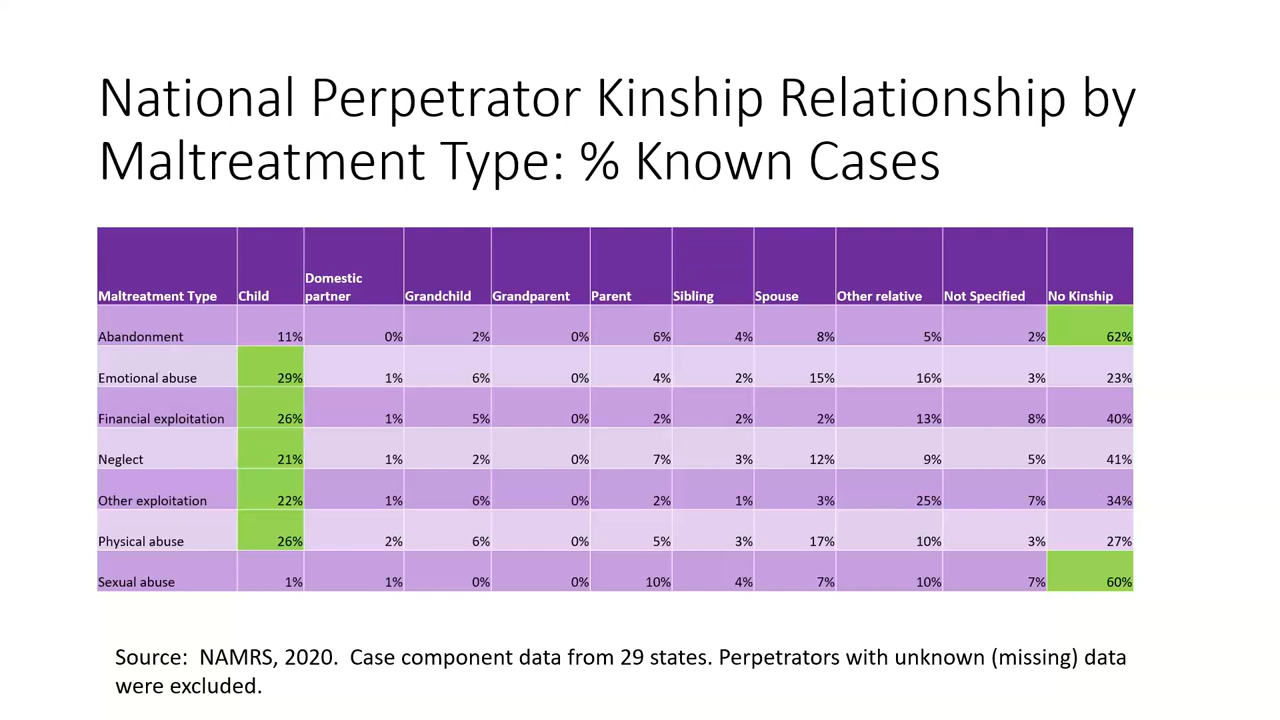 National Perpetrator Kinship Relationship by
Maltreatment Type: % Known Cases
Maltreatment Type Child Domestic partner Grandchild Grandparent Parent Sibling Spouse Other relative Not Specified No Kinship
Abandonment 11% 0% 2% 0% 6% 4% 8% 5% 2% 62%
Emotional abuse 29% 1% 6% 0% 4% 2% 15% 16% 3% 23%
Financial exploitation 26% 1% 5% 0% 2% 2% 2% 13% 8% 40%
Neglect 21% 1% 2% 0% 7% 3% 12% 9% 5% 41%
Other exploitation 22% 1% 6% 0% 2% 1% 3% 25% 7% 34%
Physical abuse 26% 2% 6% 0% 5% 3% 17% 10% 3% 27%
Sexual abuse 1% 1% 0% 0% 10% 4% 7% 10% 7% 60%
Source:  NAMRS, 2020.  Case component data from 29 states. Perpetrators with unknown (missing) data
were excluded.